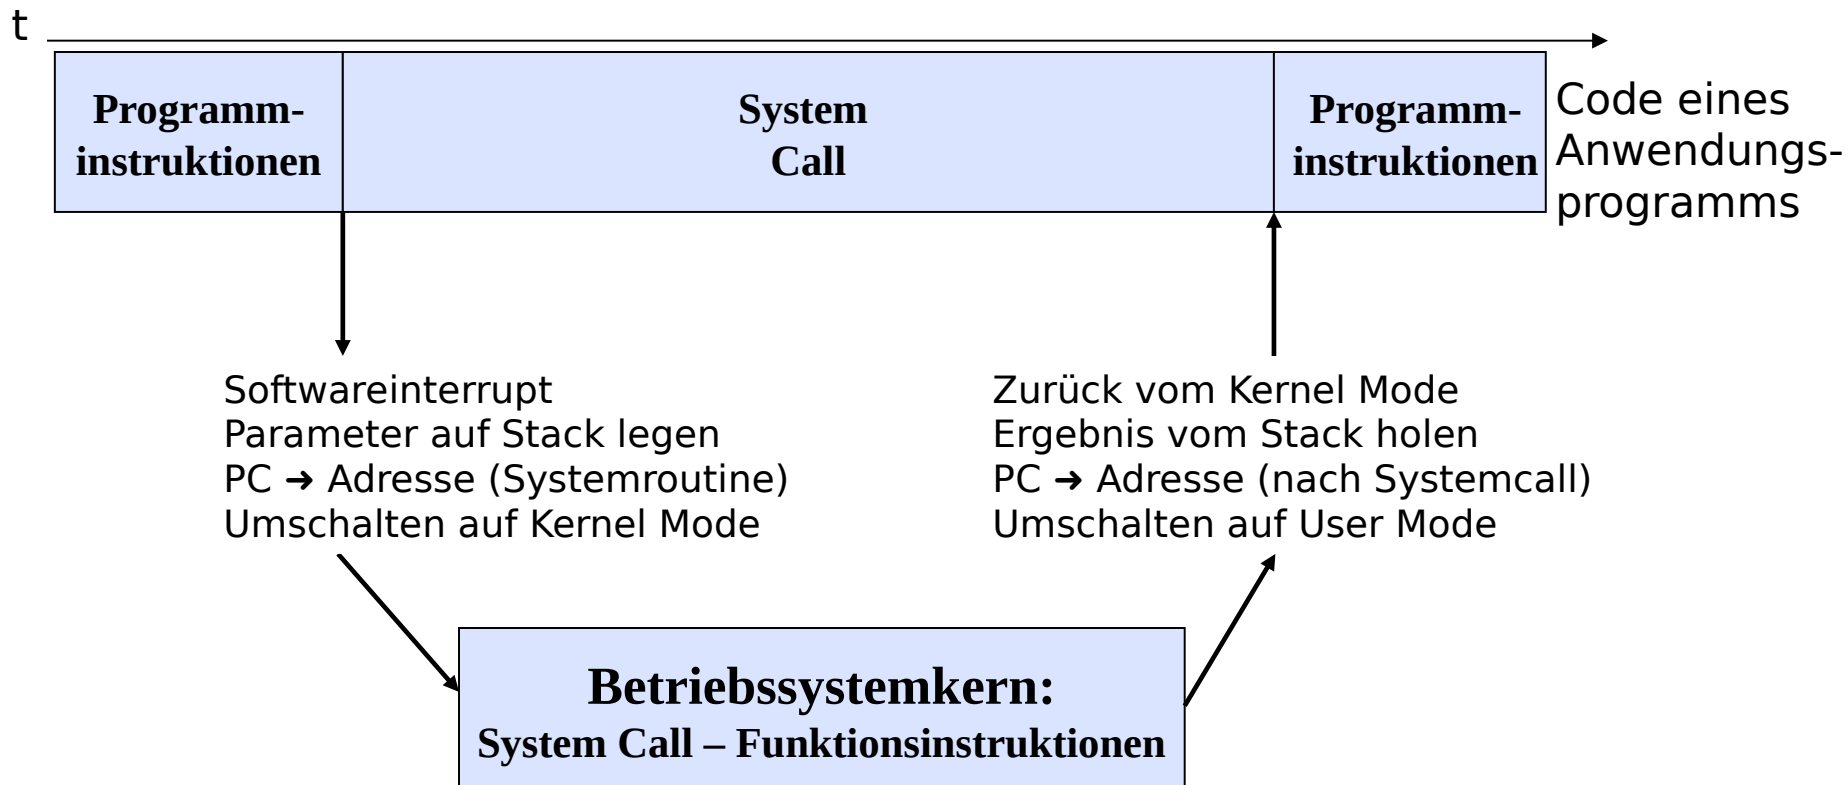 t
Programm-
instruktionen
System
Call
Programm-
instruktionen
Code eines
Anwendungs-
programms
Softwareinterrupt
Parameter auf Stack legen
PC ➜ Adresse (Systemroutine)
Umschalten auf Kernel Mode
Zurück vom Kernel Mode
Ergebnis vom Stack holen
PC ➜ Adresse (nach Systemcall)
Umschalten auf User Mode
Betriebssystemkern:
System Call – Funktionsinstruktionen